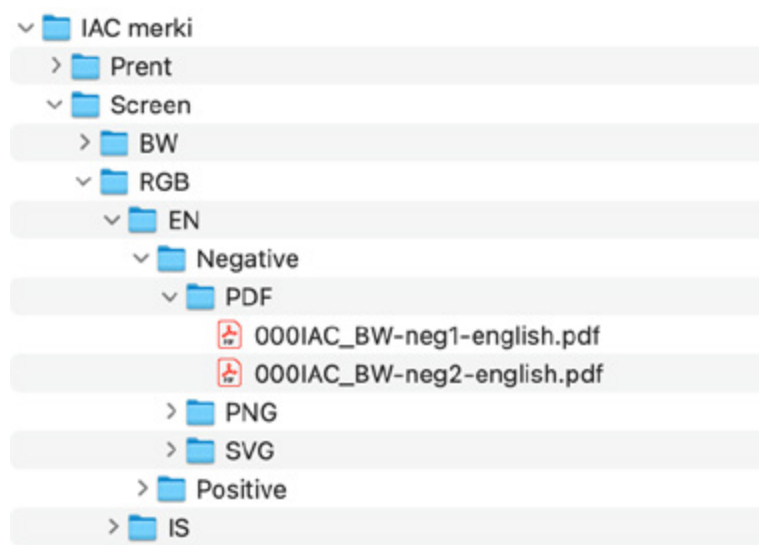 IAC merki
Prent
Screen
BW
RGB
EN
Negative
PDF
000IAC_BW-neg1-english.pdf
000IAC_BW-neg2-english.pdf
PNG
SVG
Positive
IS